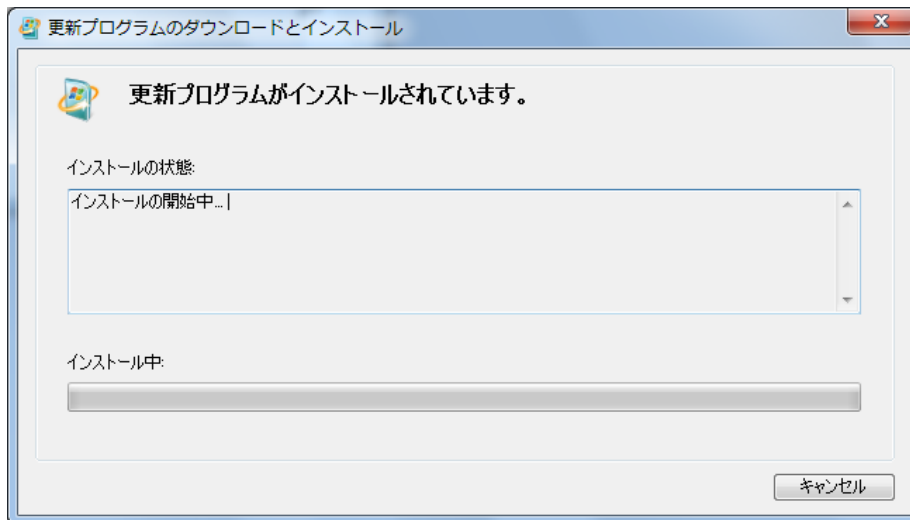 更新プログラムのダウンロードとインストール
更新プログラムがインストールされています。
インストールの状態:
インストールの開始中...
インストール中:
キャンセル